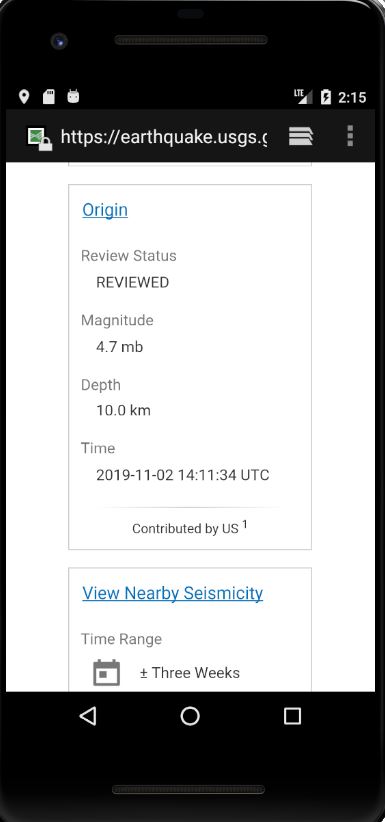 LTE 2:15
https://earthquake.usgs.g
Origin
Review Status
REVIEWED
Magnitude
4.7 mb
Depth
10.0 km
Time
2019-11-02 14:11:34 UTC
Contributed by US 1
View Nearby Seismicity
Time Range
± Three Weeks